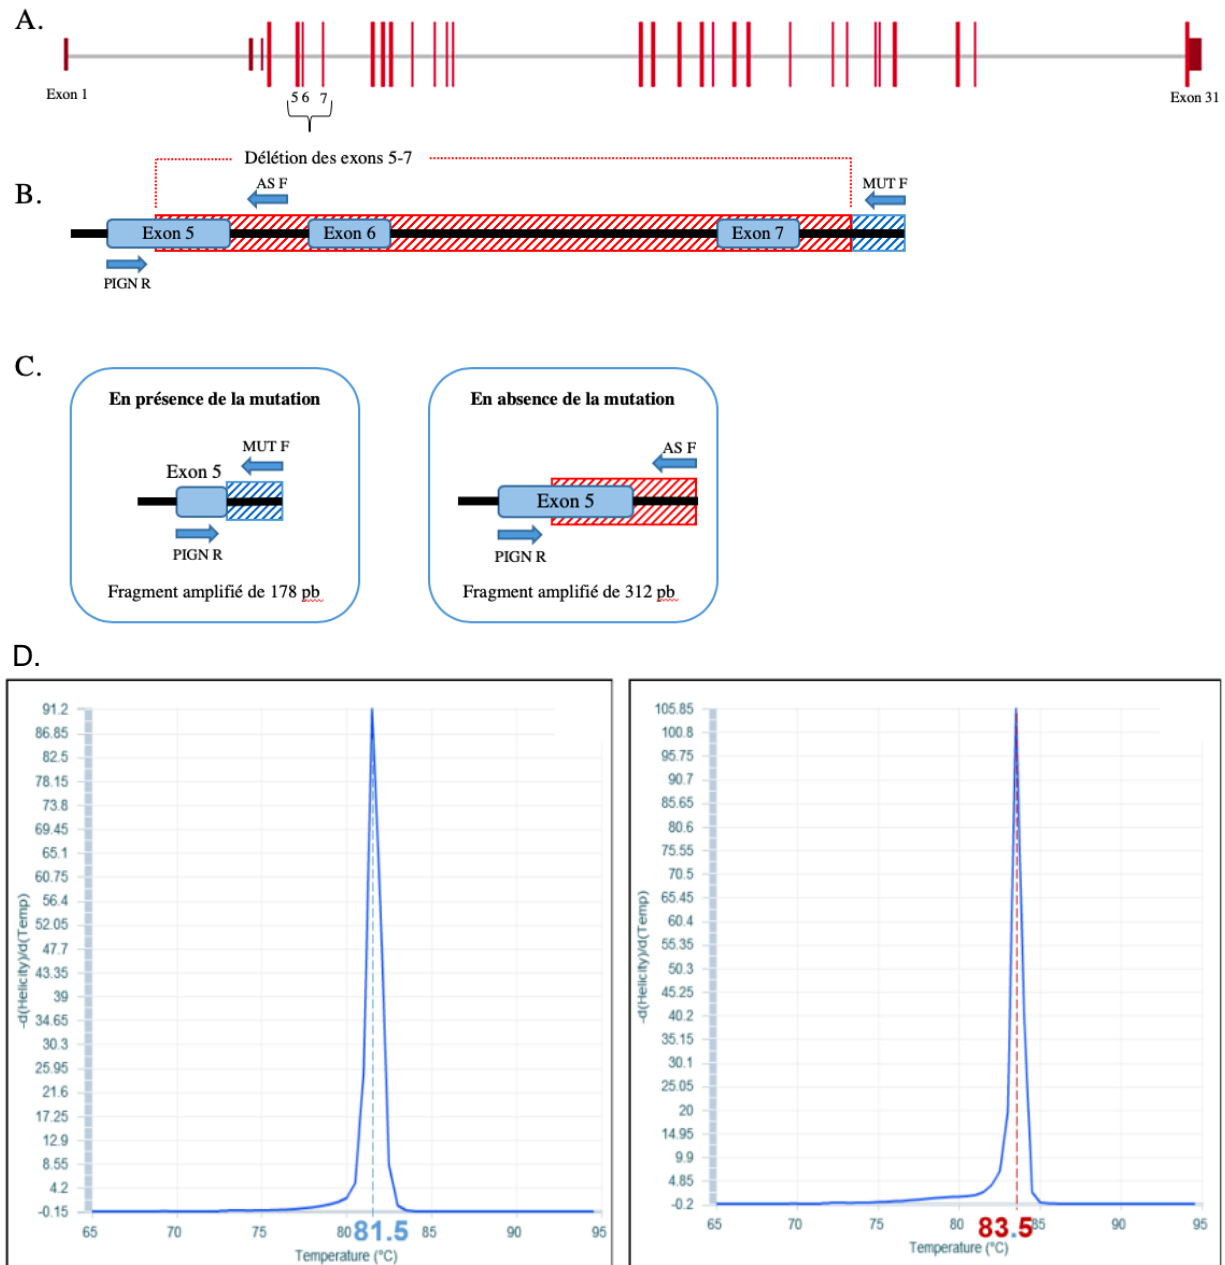 A.
Exon 1
5 6 7
Exon 31
Délétion des exons 5-7
B.
AS F
MUT F
Exon 5
Exon 6
Exon 7
PIGN R
C.
En présence de la mutation
MUT F
Exon 5
PIGN R
Fragment amplifié de 178 pb
En absence de la mutation
AS F
Exon 5
PIGN R
Fragment amplifié de 312 pb
D.
-d(Helicity)/d(Temp)
91.2
86.85
82.5
78.15
73.8
69.45
65.1
60.75
56.4
52.05
47.7
43.35
39
34.65
30.3
25.95
21.6
17.25
12.9
8.55
4.2
-0.15
65 70 75 80 81.5 85 90 95
Temperature (°C)
-d(Helicity)/d(Temp)
105.85
100.8
95.75
90.7
85.65
80.6
75.55
70.5
65.45
60.4
55.35
50.3
45.25
40.2
35.15
30.1
25.05
20
14.95
9.9
4.85
-0.2
65 70 75 80 83.5 85 90 95
Temperature (°C)